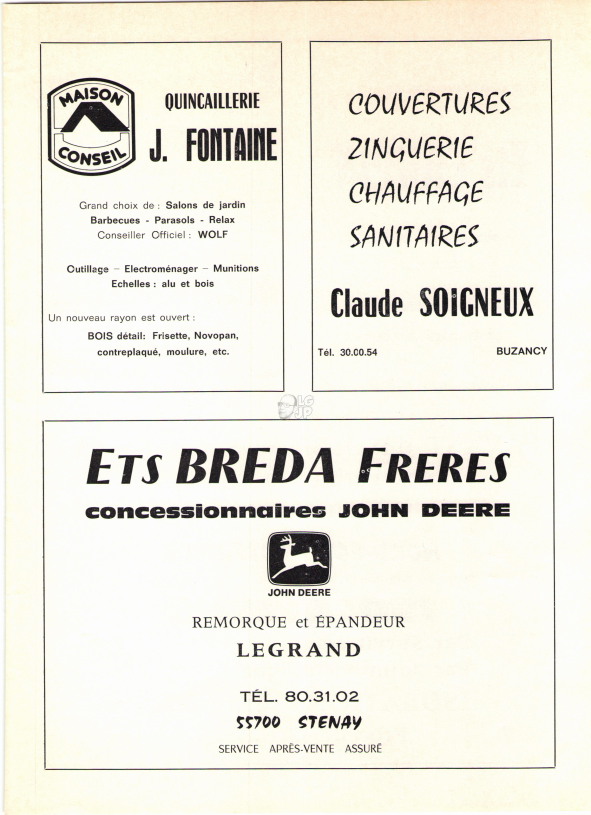 MAISON
CONSEIL
QUINCAILLERIE
J. FONTAINE
Grand choix de : Salons de jardin
Barbecues - Parasols - Relax
Conseiller Officiel : WOLF
Outillage — Electroménager — Munitions
Echelles : alu et bois
Un nouveau rayon est ouvert :
BOIS détail: Frisette, Novopan,
contreplaqué, moulure, etc.
COUVERTURES
ZINGUERIE
CHAUFFAGE
SANITAIRES
Claude SOIGNEUX
Tél. 30.00.54 BUZANCY
LG
JP
ETS BREDA FRERES
concessionnaires JOHN DEERE
JOHN DEERE
REMORQUE et ÉPANDEUR
LEGRAND
TÉL. 80.31.02
55700 STENAY
SERVICE APRÈS-VENTE ASSURÉ